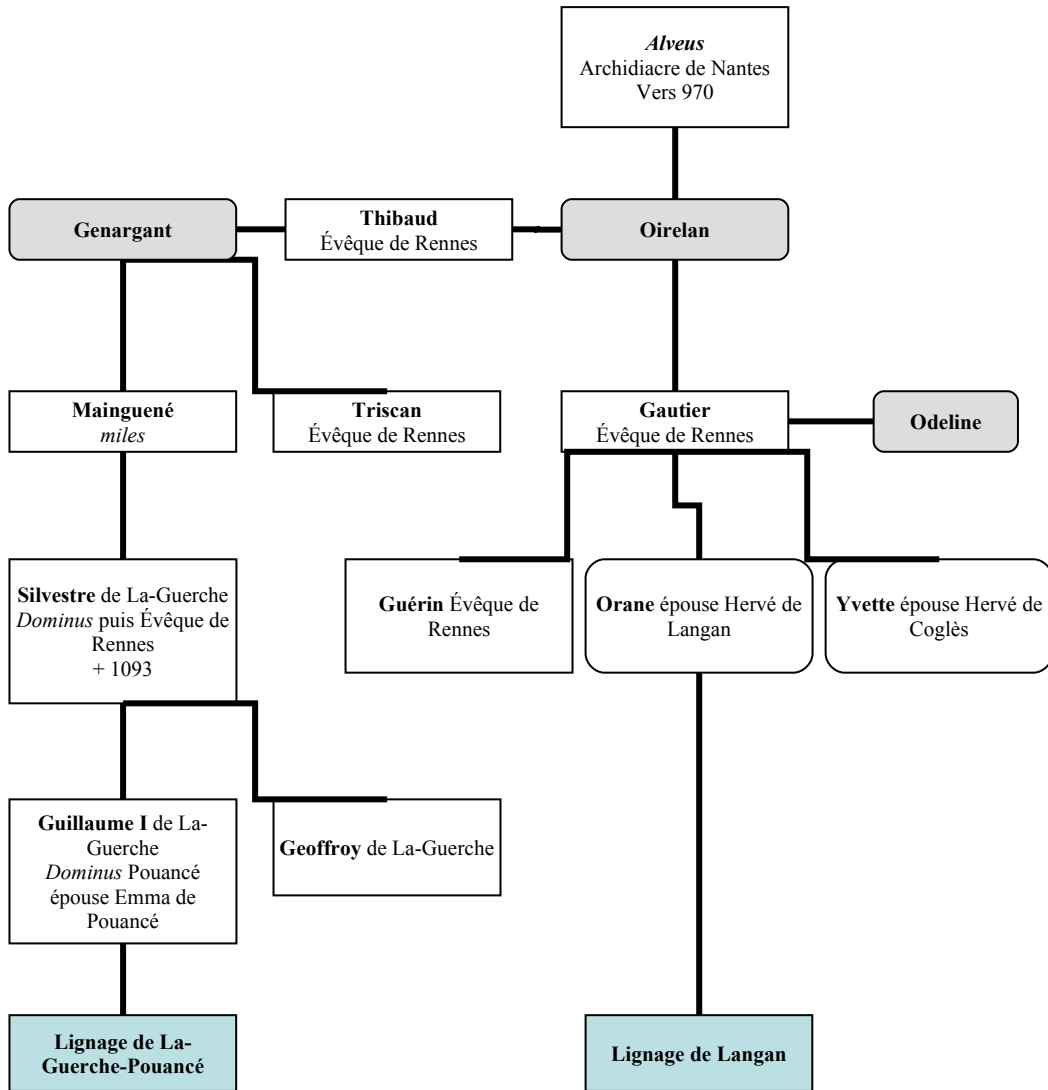 Alveus
Archidiacre de Nantes
Vers 970
Genargant
Thibaud
Évêque de Rennes
Oirelan
Mainguené
miles
Triscan
Évêque de Rennes
Gautier
Évêque de Rennes
Odeline
Silvestre de La-Guerche
Dominus puis Évêque de
Rennes
+ 1093
Guérin Évêque de
Rennes
Orane épouse Hervé de
Langan
Yvette épouse Hervé de
Coglès
Guillaume I de La-
Guerche
Dominus Pouancé
épouse Emma de
Pouancé
Geoffroy de La-Guerche
Lignage de La-
Guerche-Pouancé
Lignage de Langan